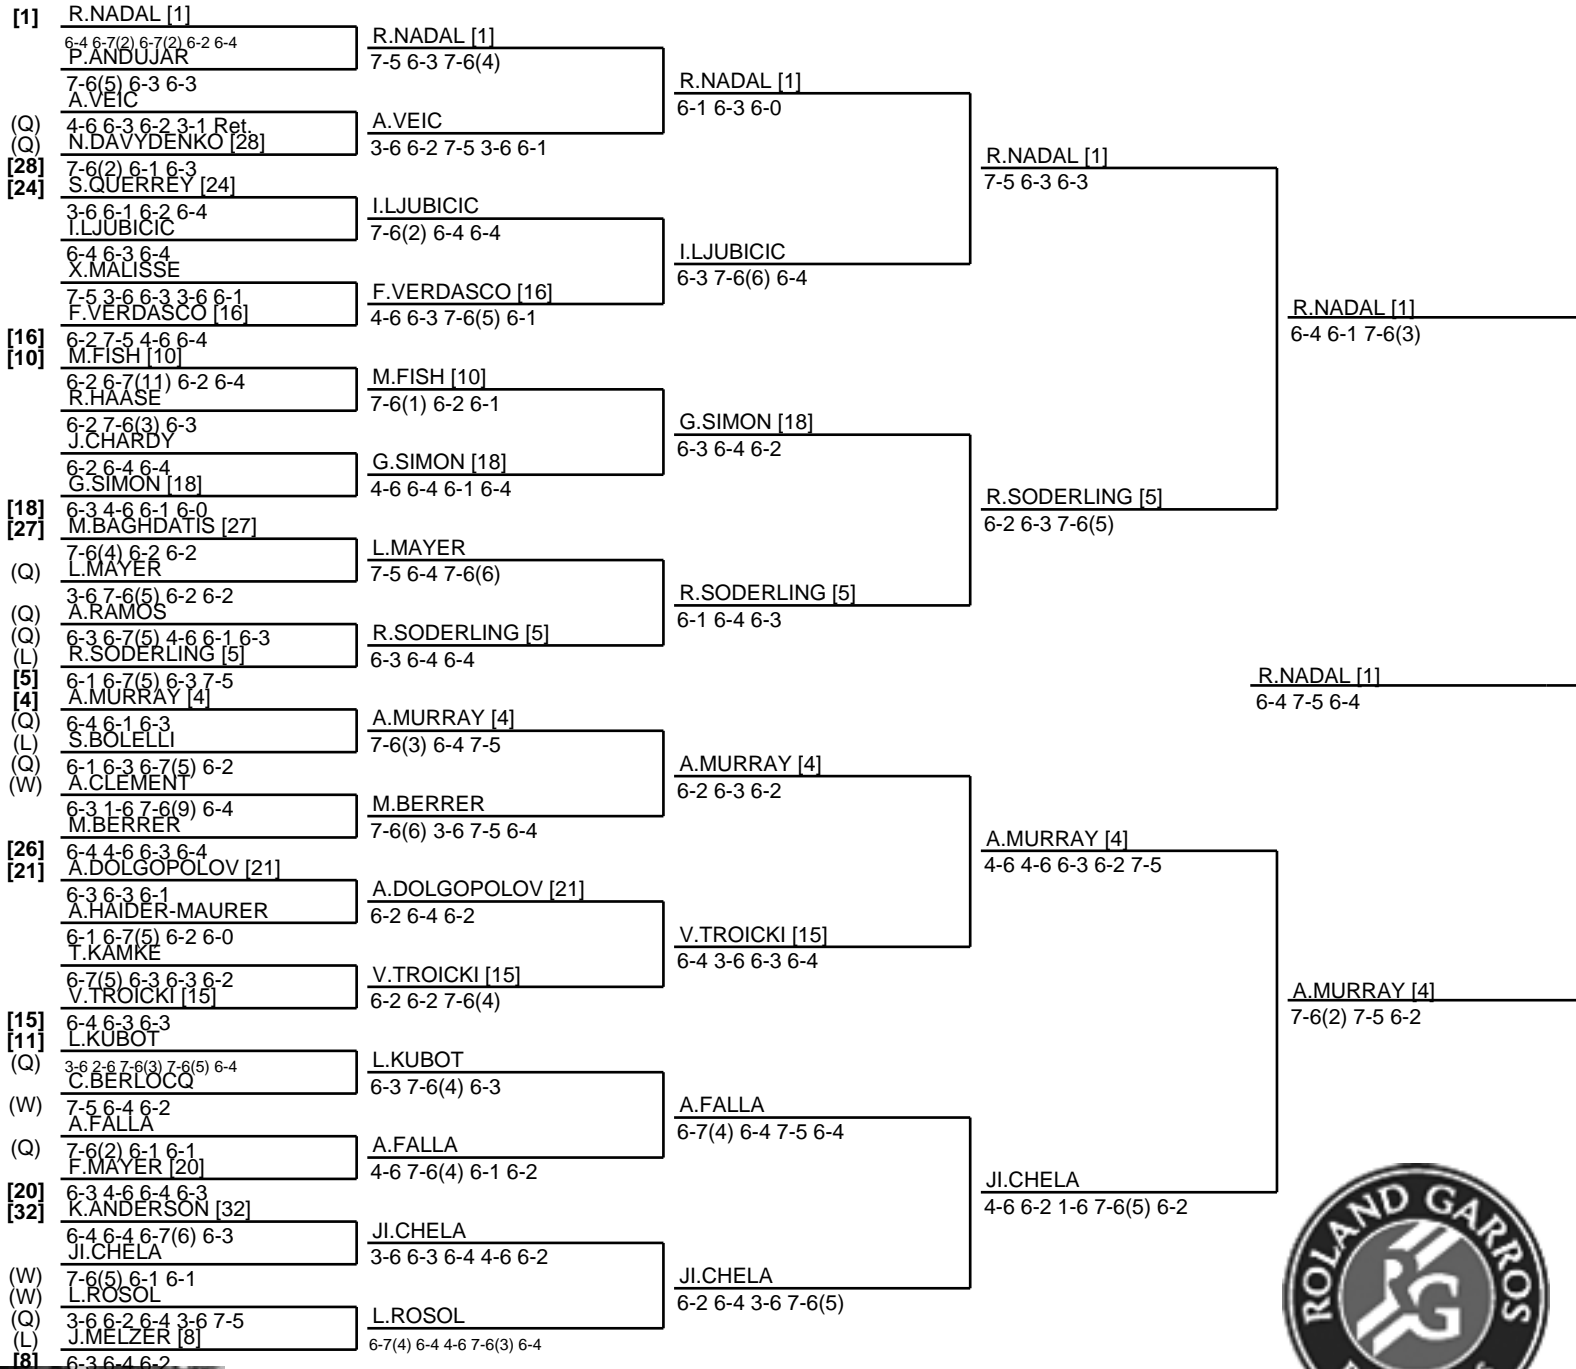 [1]
R.NADAL [1]
6-4 6-7(2) 6-7(2) 6-2 6-4
P.ANDUJAR
7-6(5) 6-3 6-3
A.VEIC
(Q)
4-6 6-3 6-2 3-1 Ret.
(Q)
N.DAVYDENKO [28]
[28]
7-6(2) 6-1 6-3
[24]
S.QUERREY [24]
3-6 6-1 6-2 6-4
I.LJUBICIC
6-4 6-3 6-4
X.MALISSE
7-5 3-6 6-3 3-6 6-1
F.VERDASCO [16]
[16]
6-2 7-5 4-6 6-4
[10]
M.FISH [10]
6-2 6-7(11) 6-2 6-4
R.HAASE
6-2 7-6(3) 6-3
J.CHARDY
6-2 6-4 6-4
G.SIMON [18]
[18]
6-3 4-6 6-1 6-0
[27]
M.BAGHDATIS [27]
7-6(4) 6-2 6-2
(Q)
L.MAYER
3-6 7-6(5) 6-2 6-2
(Q)
A.RAMOS
(Q)
6-3 6-7(5) 4-6 6-1 6-3
(L)
R.SODERLING [5]
[5]
6-1 6-7(5) 6-3 7-5
[4]
A.MURRAY [4]
(Q)
6-4 6-1 6-3
(L)
S.BOLELLI
(Q)
6-1 6-3 6-7(5) 6-2
(W)
A.CLEMENT
6-3 1-6 7-6(9) 6-4
M.BERRER
[26]
6-4 4-6 6-3 6-4
[21]
A.DOLGOPOLOV [21]
6-3 6-3 6-1
A.HAIDER-MAURER
6-1 6-7(5) 6-2 6-0
T.KAMKE
6-7(5) 6-3 6-3 6-2
V.TROICKI [15]
[15]
6-4 6-3 6-3
[11]
L.KUBOT
(Q)
3-6 2-6 7-6(3) 7-6(5) 6-4
C.BERLOCQ
(W)
7-5 6-4 6-2
A.FALLA
(Q)
7-6(2) 6-1 6-1
F.MAYER [20]
[20]
6-3 4-6 6-4 6-3
[32]
K.ANDERSON [32]
6-4 6-4 6-7(6) 6-3
JI.CHELA
(W)
7-6(5) 6-1 6-1
(W)
L.ROSOL
(Q)
3-6 6-2 6-4 3-6 7-5
(L)
J.MELZER [8]
[8]
6-3 6-4 6-2
R.NADAL [1]
7-5 6-3 7-6(4)
A.VEIC
3-6 6-2 7-5 3-6 6-1
I.LJUBICIC
7-6(2) 6-4 6-4
F.VERDASCO [16]
4-6 6-3 7-6(5) 6-1
M.FISH [10]
7-6(1) 6-2 6-1
G.SIMON [18]
4-6 6-4 6-1 6-4
L.MAYER
7-5 6-4 7-6(6)
R.SODERLING [5]
6-3 6-4 6-4
A.MURRAY [4]
7-6(3) 6-4 7-5
M.BERRER
7-6(6) 3-6 7-5 6-4
A.DOLGOPOLOV [21]
6-2 6-4 6-2
V.TROICKI [15]
6-2 6-2 7-6(4)
L.KUBOT
6-3 7-6(4) 6-3
A.FALLA
4-6 7-6(4) 6-1 6-2
JI.CHELA
3-6 6-3 6-4 4-6 6-2
L.ROSOL
6-7(4) 6-4 4-6 7-6(3) 6-4
R.NADAL [1]
6-1 6-3 6-0
I.LJUBICIC
6-3 7-6(6) 6-4
G.SIMON [18]
6-3 6-4 6-2
R.SODERLING [5]
6-1 6-4 6-3
A.MURRAY [4]
6-2 6-3 6-2
V.TROICKI [15]
6-4 3-6 6-3 6-4
A.FALLA
6-7(4) 6-4 7-5 6-4
JI.CHELA
6-2 6-4 3-6 7-6(5)
R.NADAL [1]
7-5 6-3 6-3
R.SODERLING [5]
6-2 6-3 7-6(5)
A.MURRAY [4]
4-6 4-6 6-3 6-2 7-5
JI.CHELA
4-6 6-2 1-6 7-6(5) 6-2
R.NADAL [1]
6-4 6-1 7-6(3)
R.NADAL [1]
6-4 7-5 6-4
A.MURRAY [4]
7-6(2) 7-5 6-2
ROLAND GARROS
RG